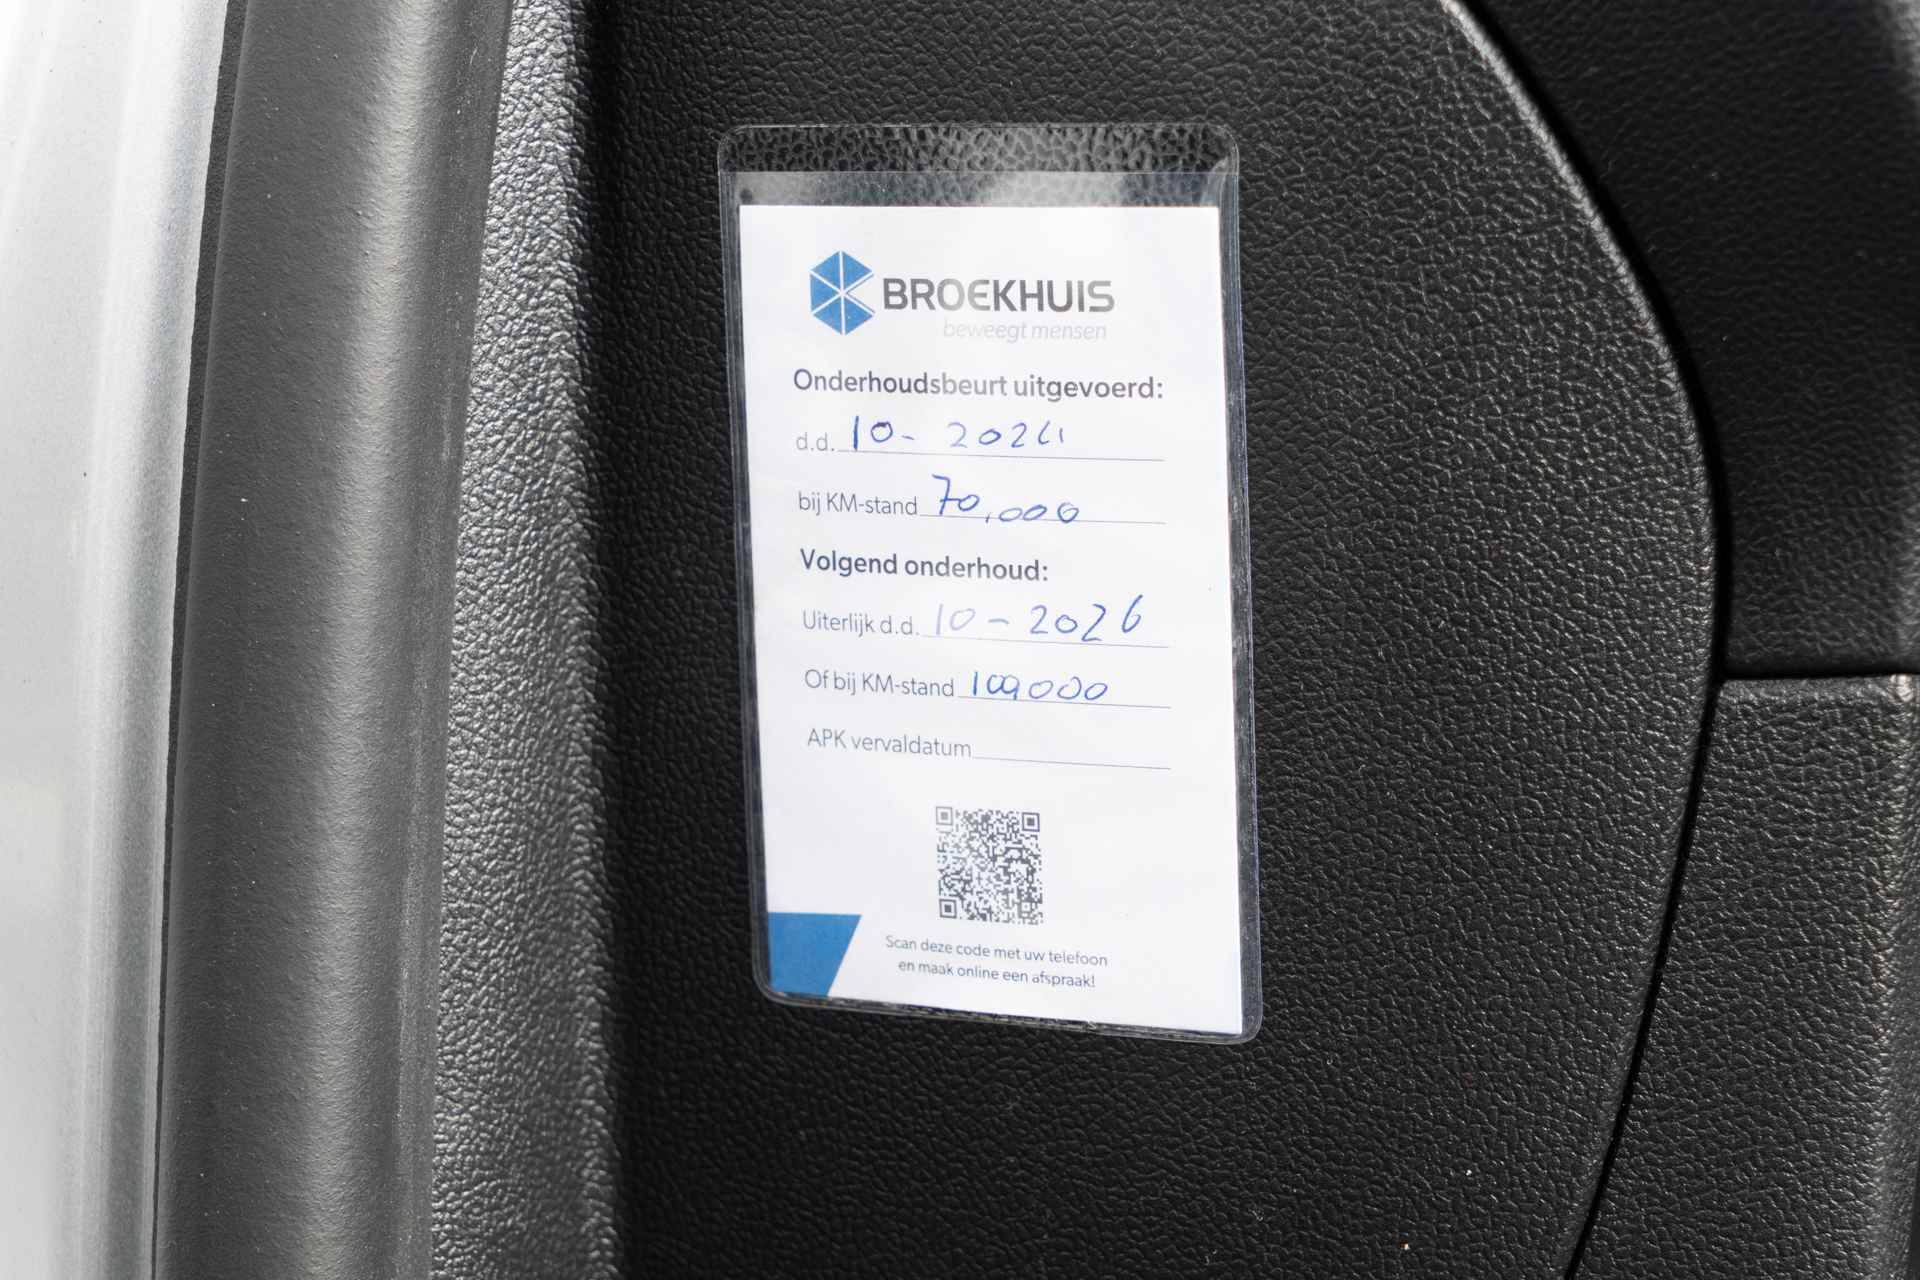 BROEKHUIS
beweegt mensen
Onderhoudsbeurt uitgevoerd:
d.d. 10 - 2024
bij KM-stand 70.000
Volgend onderhoud:
Uiterlijk d.d. 10 - 2026
Of bij KM-stand 100.000
APK vervaldatum
Scan deze code met uw telefoon
en maak online een afspraak!